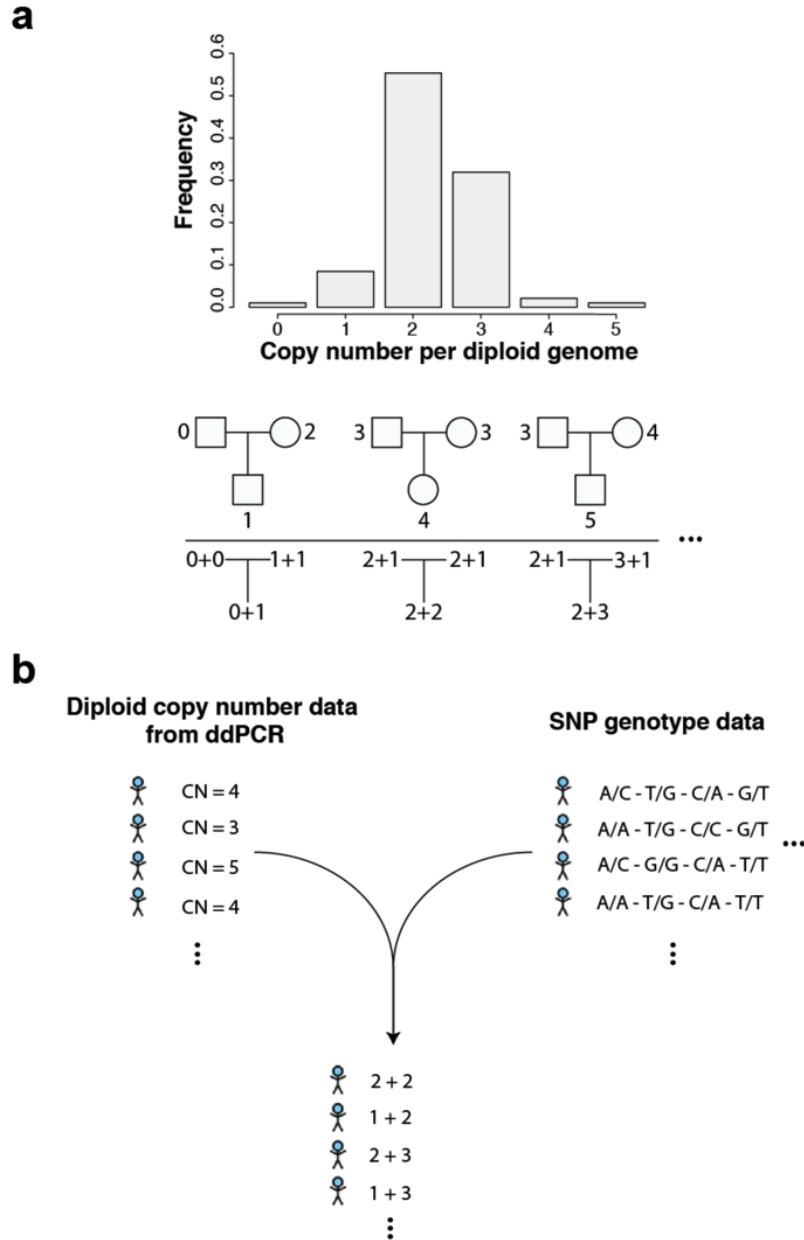 a
0.6
0.5
0.4
0.3
0.2
0.1
0.0
Frequency
0 1 2 3 4 5
Copy number per diploid genome
0 2 3 3 3 4
1 4 5
...
0+0 1+1 2+1 2+1 2+1 3+1
0+1 2+2 2+3
b
Diploid copy number data
from ddPCR
CN = 4
CN = 3
CN = 5
CN = 4
SNP genotype data
A/C - T/G - C/A - G/T
A/A - T/G - C/C - G/T
A/C - G/G - C/A - T/T
A/A - T/G - C/A - T/T
...
2 + 2
1 + 2
2 + 3
1 + 3